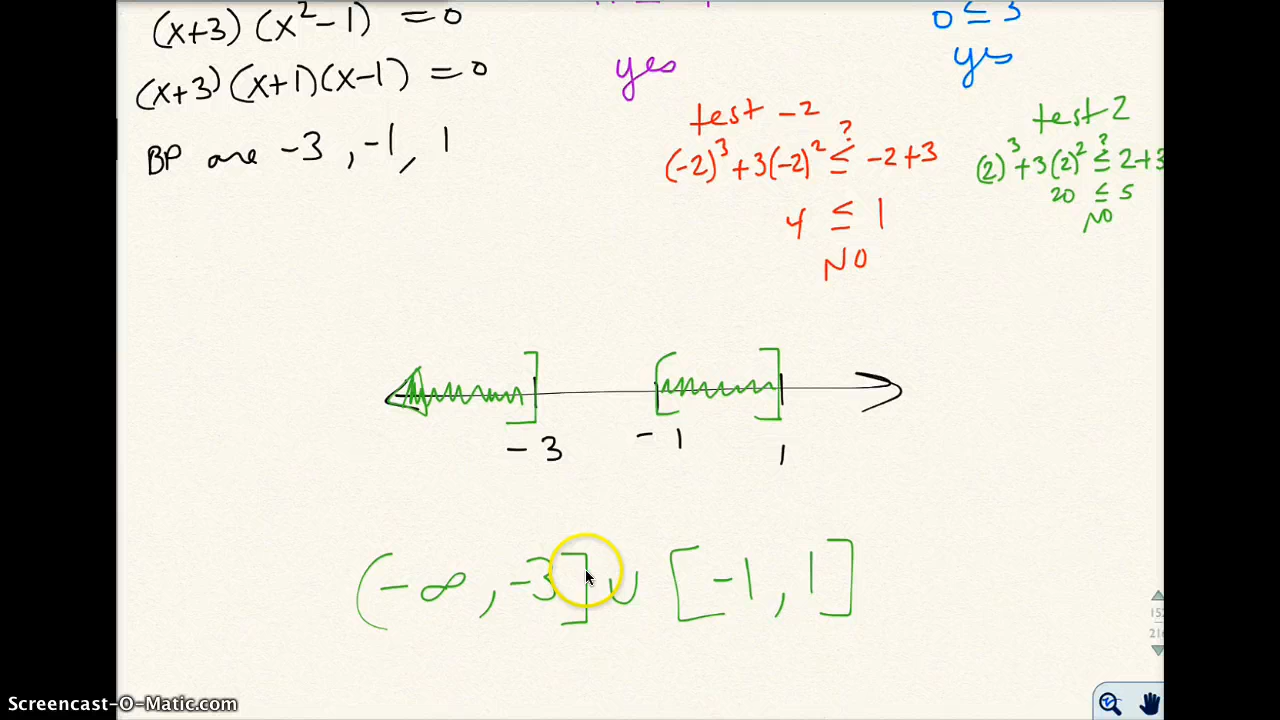 (x+3) (x²-1) = 0
(x+3)(x+1)(x-1) = 0
BP are -3, -1, 1
yes
test -2
(-2)³+3(-2)² ≤? -2+3
4 ≤ 1
NO
0 ≤ 3
yes
test 2
(2)³+3(2)² ≤? 2+3
20 ≤ 5
NO
-3 -1 1
(-∞, -3] ∪ [-1, 1]
152
216
Screencast-O-Matic.com